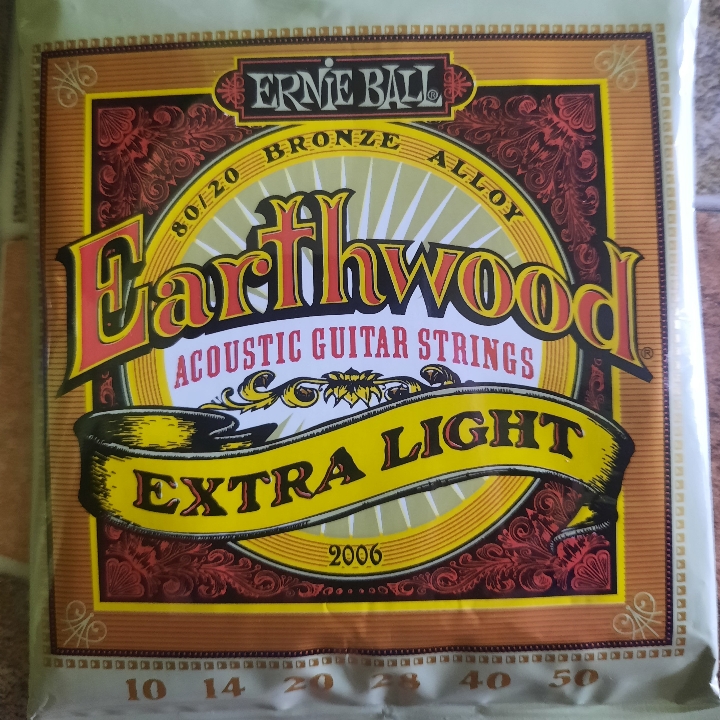 ERNIE BALL®
80/20 BRONZE ALLOY
Earthwood®
ACOUSTIC GUITAR STRINGS
EXTRA LIGHT
2006
10 14 20 28 40 50